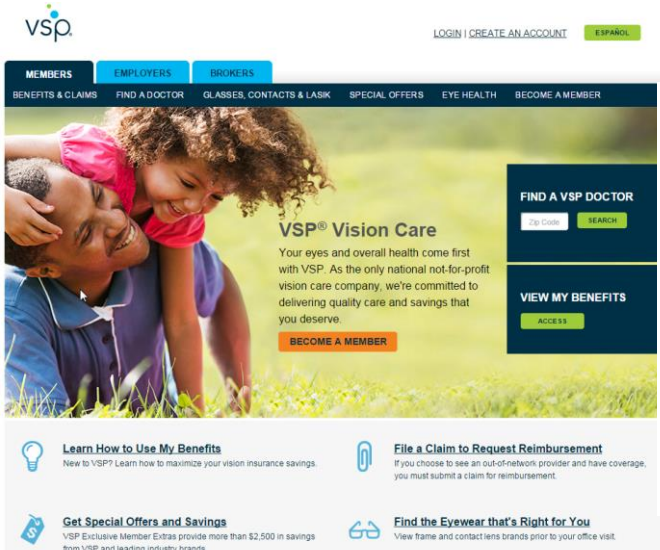 vsp.
LOGIN | CREATE AN ACCOUNT
ESPAÑOL
MEMBERS
EMPLOYERS
BROKERS
BENEFITS & CLAIMS
FIND A DOCTOR
GLASSES, CONTACTS & LASIK
SPECIAL OFFERS
EYE HEALTH
BECOME A MEMBER
VSP® Vision Care
Your eyes and overall health come first
with VSP. As the only national not-for-profit
vision care company, we're committed to
delivering quality care and savings that
you deserve.
BECOME A MEMBER
FIND A VSP DOCTOR
Zip Code
SEARCH
VIEW MY BENEFITS
ACCESS
Learn How to Use My Benefits
New to VSP? Learn how to maximize your vision insurance savings.
File a Claim to Request Reimbursement
If you choose to see an out-of-network provider and have coverage,
you must submit a claim for reimbursement.
$
Get Special Offers and Savings
VSP Exclusive Member Extras provide more than $2,500 in savings
from VSP and leading industry brands.
Find the Eyewear that's Right for You
View frame and contact lens brands prior to your office visit.